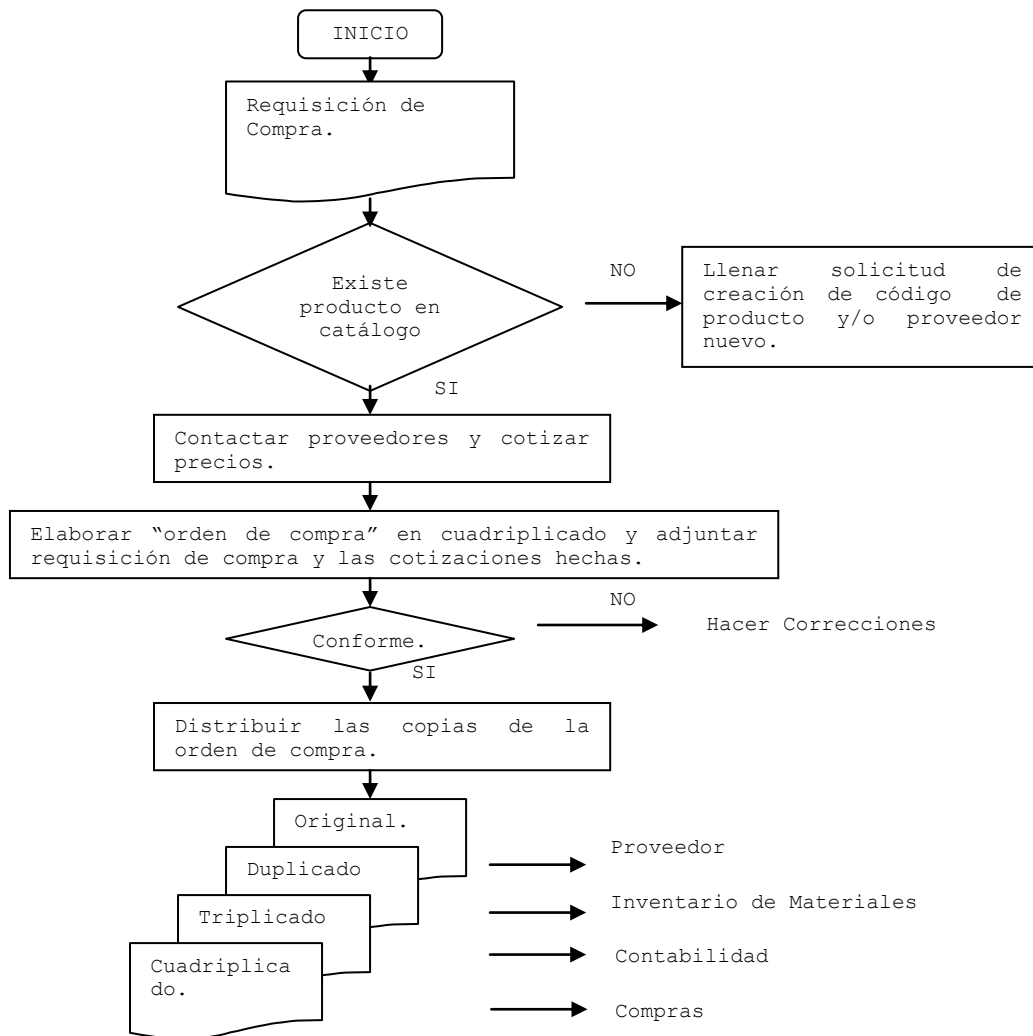 INICIO
Requisición de
Compra.
Existe
producto en
catálogo
NO
Llenar solicitud de
creación de código de
producto y/o proveedor
nuevo.
SI
Contactar proveedores y cotizar
precios.
Elaborar “orden de compra” en cuadriplicado y adjuntar
requisición de compra y las cotizaciones hechas.
NO
Conforme.
Hacer Correcciones
SI
Distribuir las copias de la
orden de compra.
Original.
Proveedor
Duplicado
Inventario de Materiales
Triplicado
Contabilidad
Cuadriplica
do.
Compras